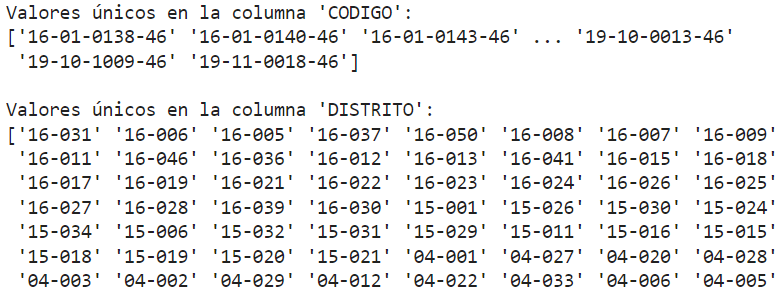 Valores únicos en la columna 'CODIGO':
['16-01-0138-46' '16-01-0140-46' '16-01-0143-46' ... '19-10-0013-46'
 '19-10-1009-46' '19-11-0018-46']

Valores únicos en la columna 'DISTRITO':
['16-031' '16-006' '16-005' '16-037' '16-050' '16-008' '16-007' '16-009'
 '16-011' '16-046' '16-036' '16-012' '16-013' '16-041' '16-015' '16-018'
 '16-017' '16-019' '16-021' '16-022' '16-023' '16-024' '16-026' '16-025'
 '16-027' '16-028' '16-039' '16-030' '15-001' '15-026' '15-030' '15-024'
 '15-034' '15-006' '15-032' '15-031' '15-029' '15-011' '15-016' '15-015'
 '15-018' '15-019' '15-020' '15-021' '04-001' '04-027' '04-020' '04-028'
 '04-003' '04-002' '04-029' '04-012' '04-022' '04-033' '04-006' '04-005'